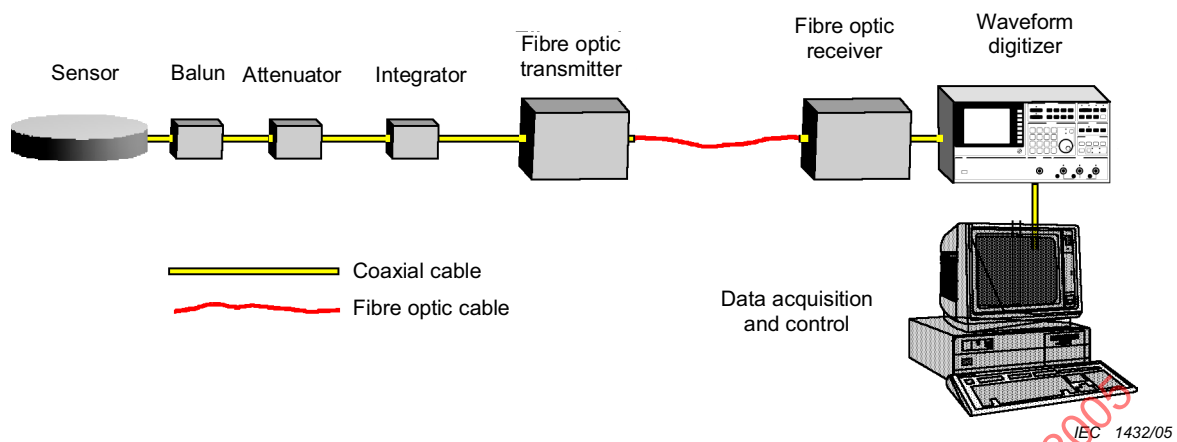 Sensor
Balun
Attenuator
Integrator
Fibre optic
transmitter
Fibre optic
receiver
Waveform
digitizer
Coaxial cable
Fibre optic cable
Data acquisition
and control
IEC 1432/05